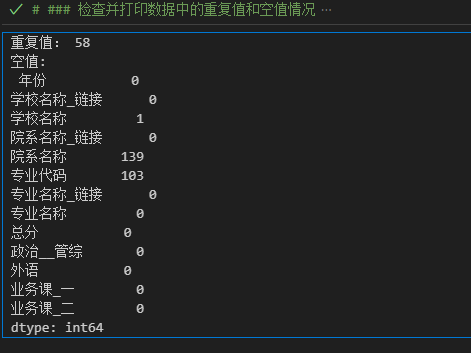 # ### 检查并打印数据中的重复值和空值情况 ···
重复值: 58
空值:
年份 0
学校名称_链接 0
学校名称 1
院系名称_链接 0
院系名称 139
专业代码 103
专业名称_链接 0
专业名称 0
总分 0
政治__管综 0
外语 0
业务课_一 0
业务课_二 0
dtype: int64